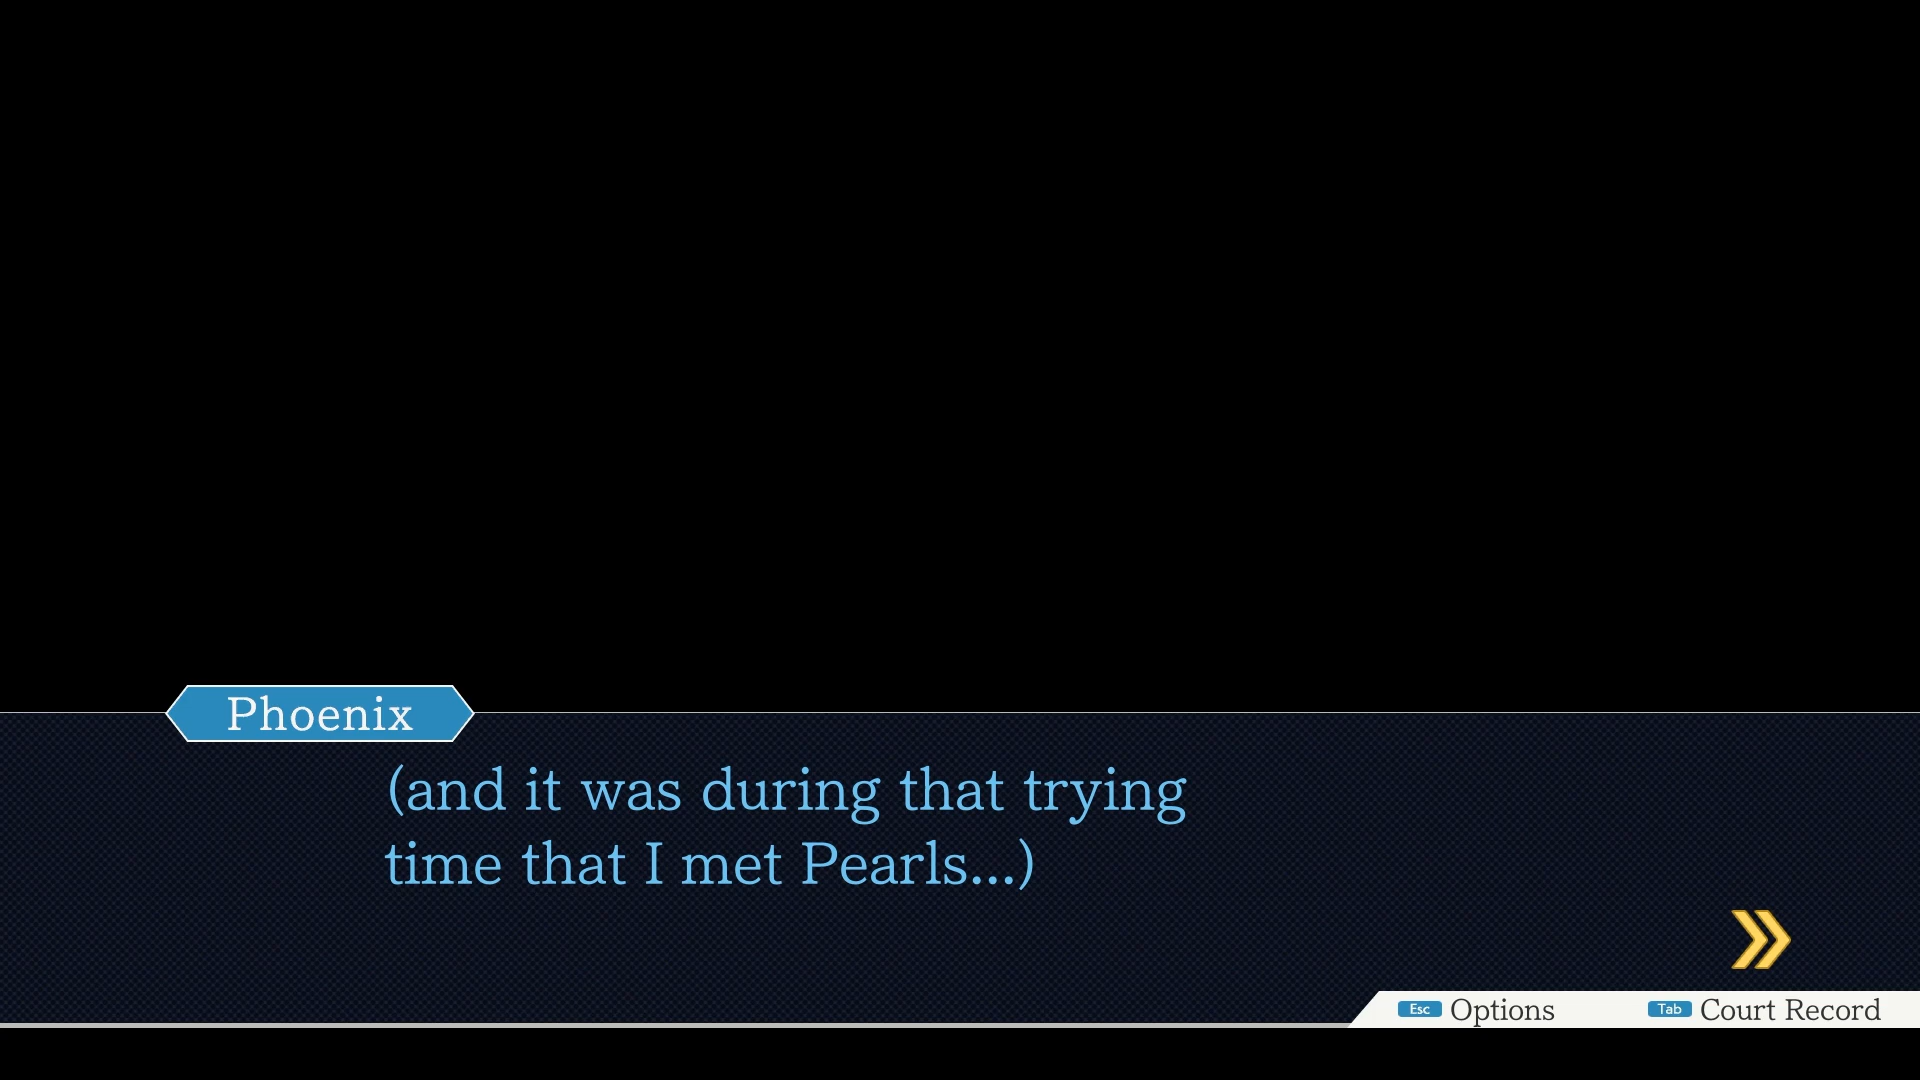 Phoenix
(and it was during that trying
time that I met Pearls...)
Esc Options Tab Court Record